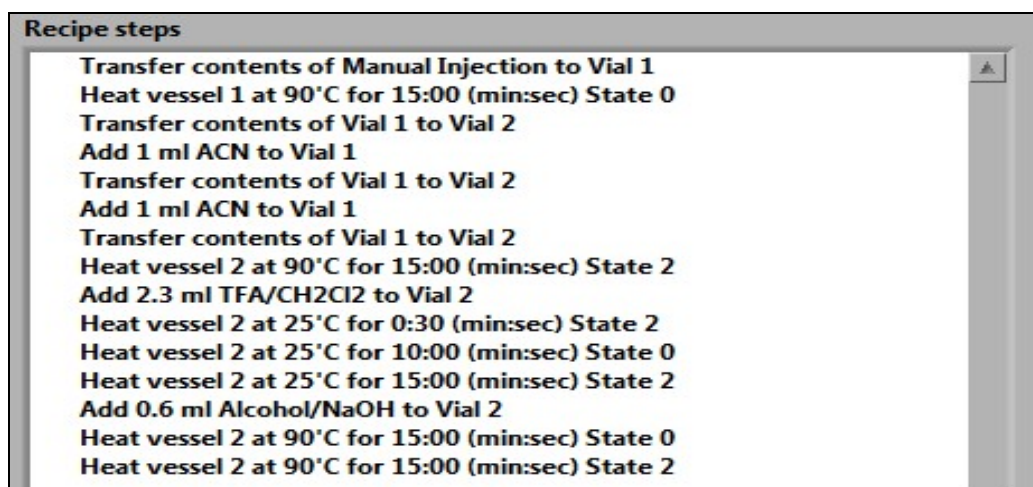 Recipe steps
Transfer contents of Manual Injection to Vial 1
Heat vessel 1 at 90°C for 15:00 (min:sec) State 0
Transfer contents of Vial 1 to Vial 2
Add 1 ml ACN to Vial 1
Transfer contents of Vial 1 to Vial 2
Add 1 ml ACN to Vial 1
Transfer contents of Vial 1 to Vial 2
Heat vessel 2 at 90°C for 15:00 (min:sec) State 2
Add 2.3 ml TFA/CH2Cl2 to Vial 2
Heat vessel 2 at 25°C for 0:30 (min:sec) State 2
Heat vessel 2 at 25°C for 10:00 (min:sec) State 0
Heat vessel 2 at 25°C for 15:00 (min:sec) State 2
Add 0.6 ml Alcohol/NaOH to Vial 2
Heat vessel 2 at 90°C for 15:00 (min:sec) State 0
Heat vessel 2 at 90°C for 15:00 (min:sec) State 2